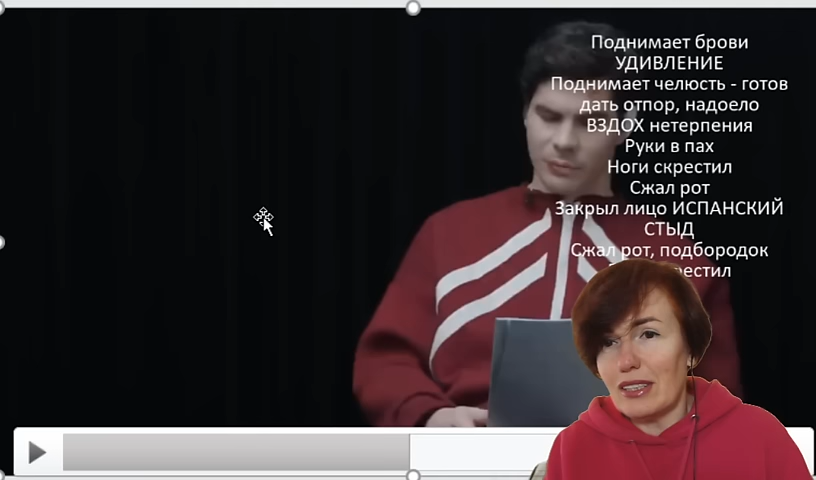 Поднимает брови
УДИВЛЕНИЕ
Поднимает челюсть - готов
дать отпор, надоело
ВЗДОХ нетерпения
Руки в пах
Ноги скрестил
Сжал рот
Закрыл лицо ИСПАНСКИЙ
СТЫД
Сжал рот, подбородок